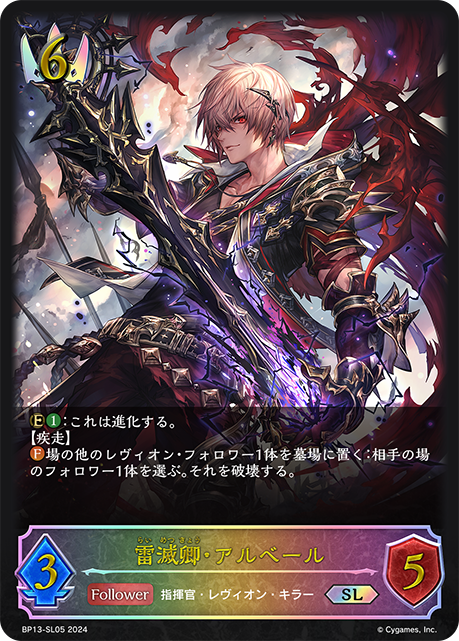 6
E 1:これは進化する。
【疾走】
F 場の他のレヴィオン・フォロワー1体を墓場に置く:相手の場
のフォロワー1体を選ぶ。それを破壊する。
らい めつ きょう
雷滅卿・アルベール
3
Follower 指揮官・レヴィオン・キラー SL
5
BP13-SL05 2024
© Cygames, Inc.